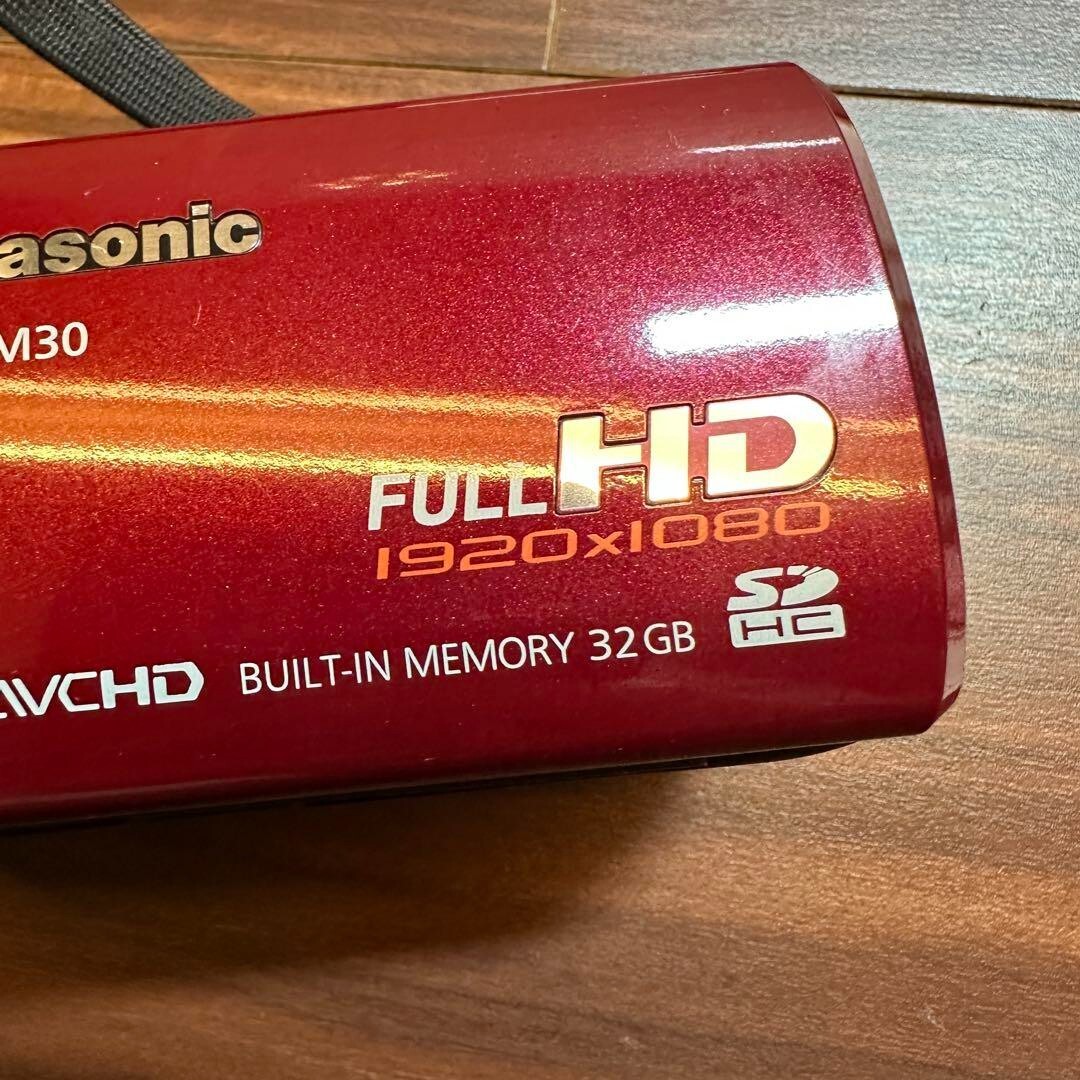 asonic
M30
FULL HD
1920x1080
SD
HC
AVCHD BUILT-IN MEMORY 32GB